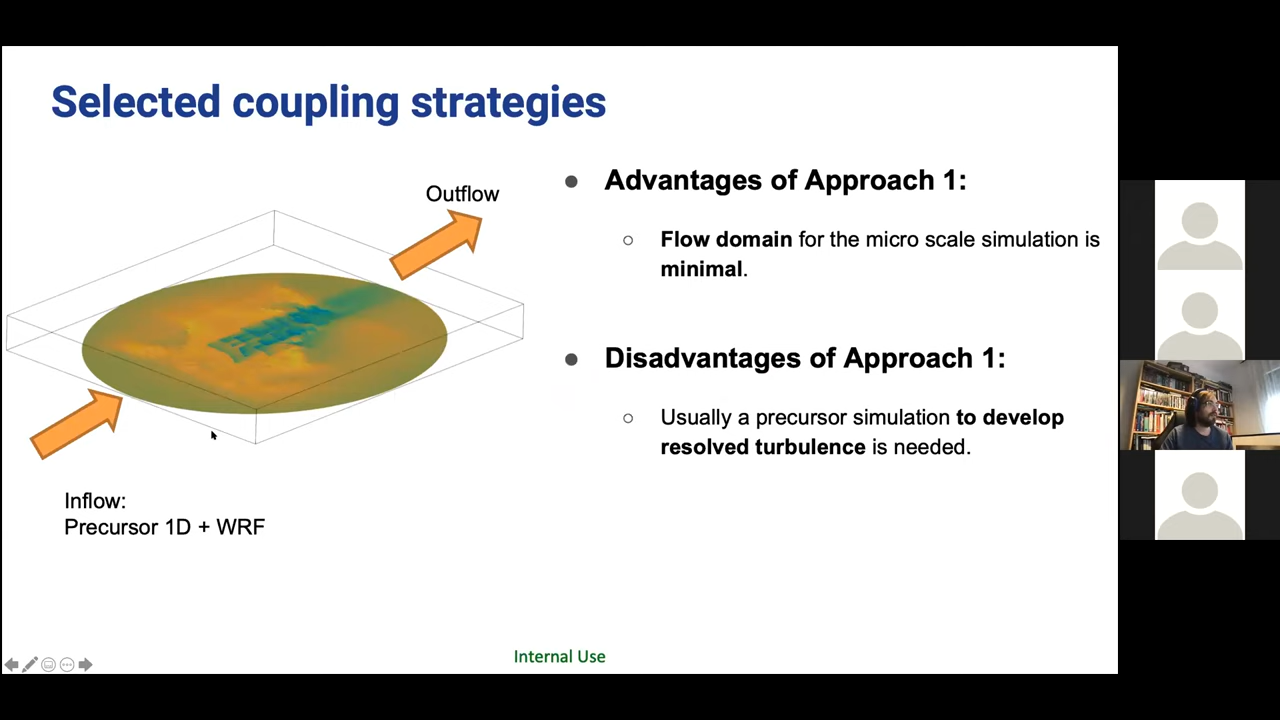 Selected coupling strategies
Outflow
Inflow:
Precursor 1D + WRF
● Advantages of Approach 1:
○ Flow domain for the micro scale simulation is
minimal.
● Disadvantages of Approach 1:
○ Usually a precursor simulation to develop
resolved turbulence is needed.
Internal Use